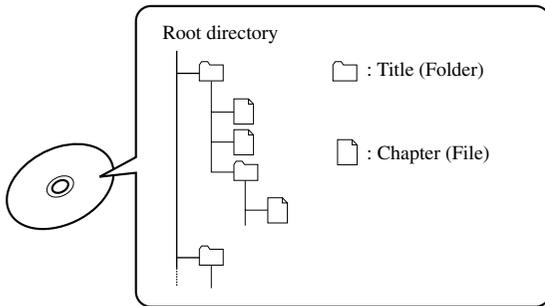 Root directory
: Title (Folder)
: Chapter (File)